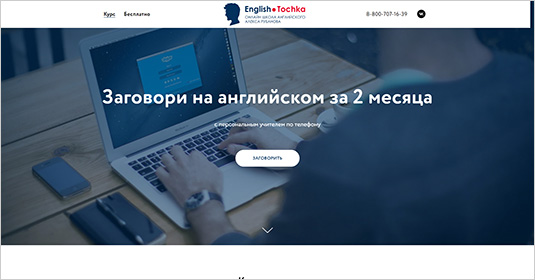 Курс
Бесплатно
English Tochka
ОНЛАЙН ШКОЛА АНГЛИЙСКОГО
АЛЕКСА РУБАНОВА
8-800-707-16-39
Заговори на английском за 2 месяца
с персональным учителем по телефону
ЗАГОВОРИТЬ